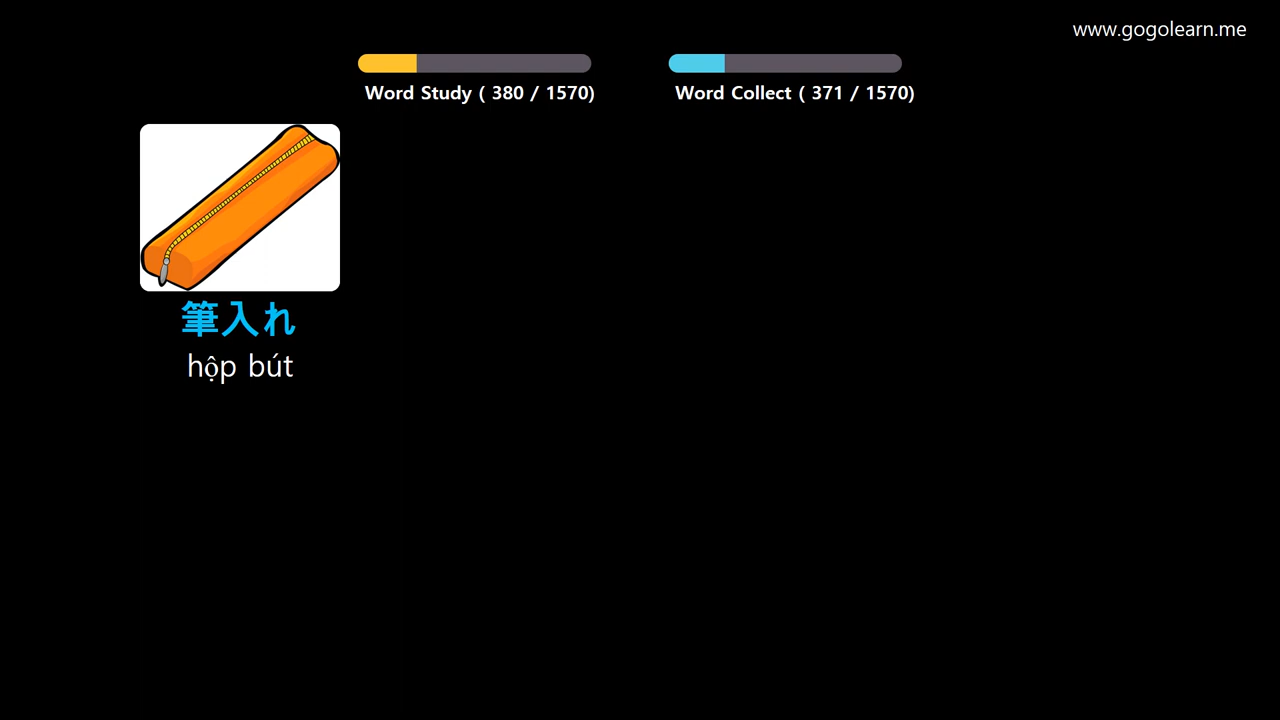 www.gogolearn.me
Word Study ( 380 / 1570)
Word Collect ( 371 / 1570)
筆入れ
hộp bút